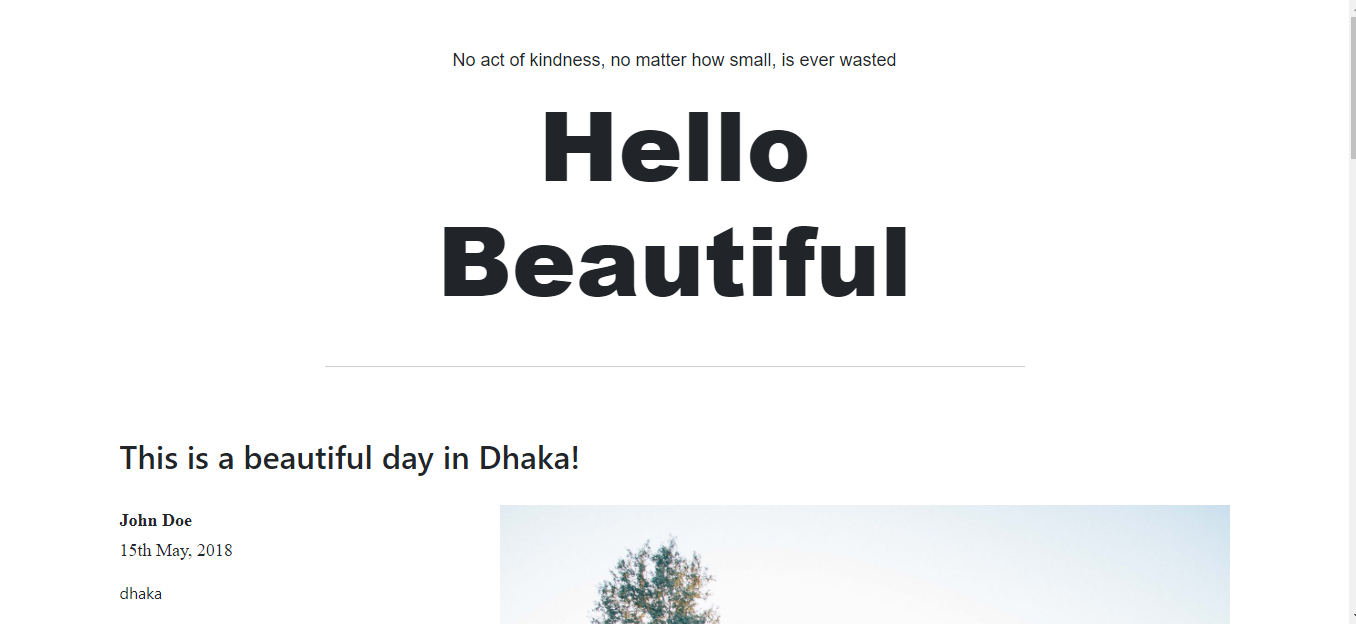 No act of kindness, no matter how small, is ever wasted
Hello
Beautiful
This is a beautiful day in Dhaka!
John Doe
15th May, 2018
dhaka